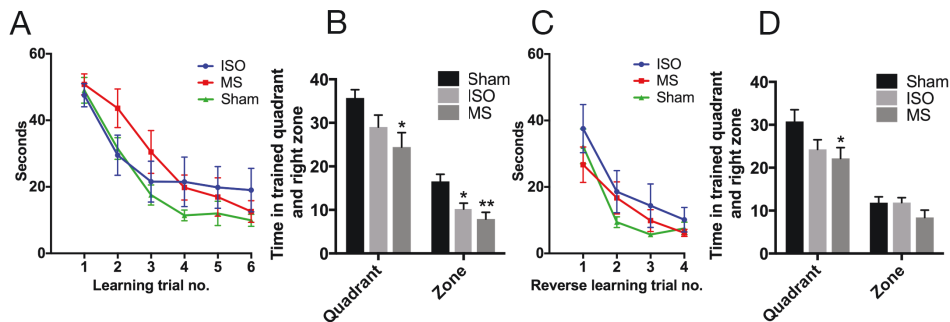 A
60
40
20
0
Seconds
ISO
MS
Sham
1 2 3 4 5 6
Learning trial no.
B
Time in trained quadrant
and right zone
40
30
20
10
0
Sham
ISO
MS
*
*
**
Quadrant
Zone
C
60
40
20
0
Seconds
ISO
MS
Sham
1 2 3 4
Reverse learning trial no.
D
Time in trained quadrant
and right zone
40
30
20
10
0
Sham
ISO
MS
*
Quadrant
Zone